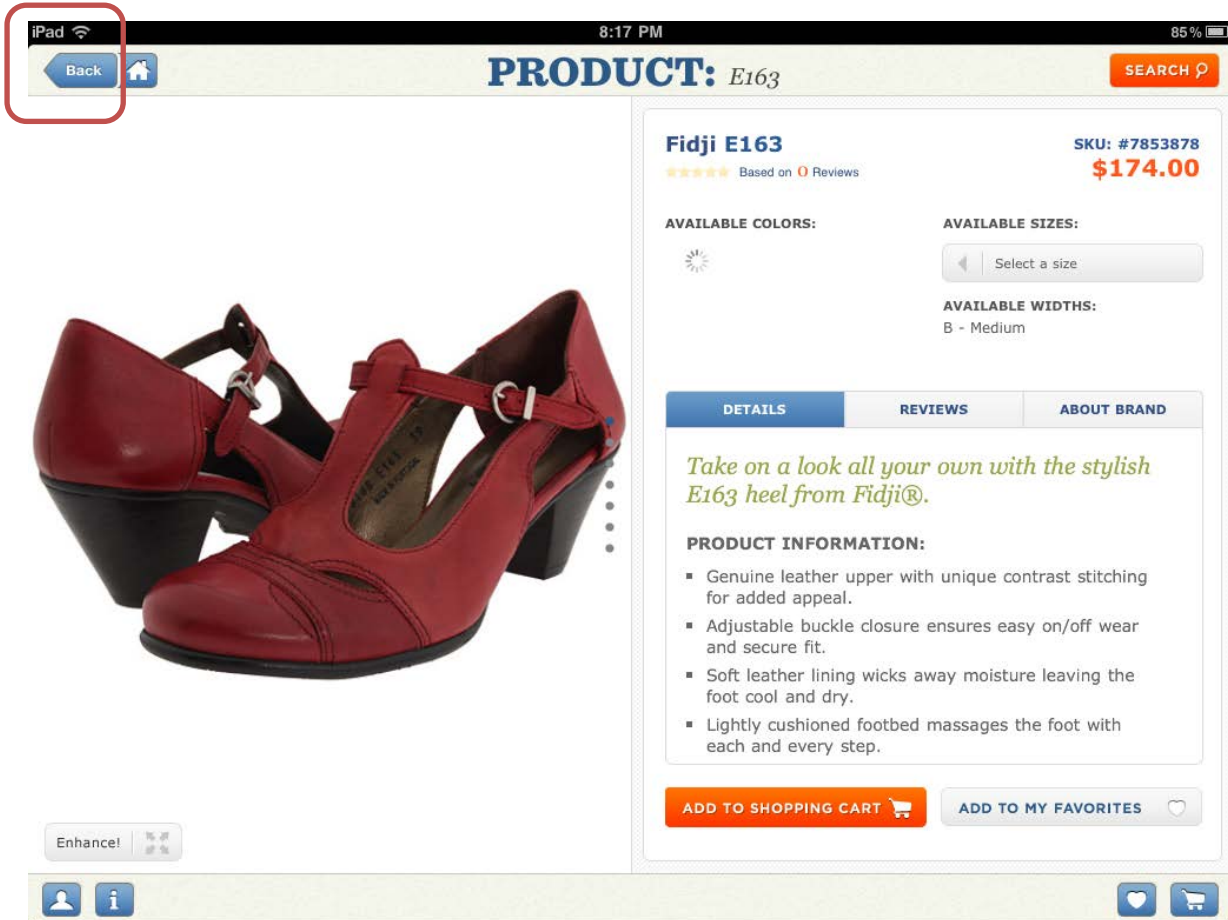 iPad 8:17 PM 85%
Back PRODUCT: E163 SEARCH
Fidji E163 SKU: #7853878
Based on 0 Reviews $174.00
AVAILABLE COLORS: AVAILABLE SIZES:
Select a size
AVAILABLE WIDTHS:
B - Medium
DETAILS REVIEWS ABOUT BRAND
Take on a look all your own with the stylish
E163 heel from Fidji®.
PRODUCT INFORMATION:
Genuine leather upper with unique contrast stitching
for added appeal.
Adjustable buckle closure ensures easy on/off wear
and secure fit.
Soft leather lining wicks away moisture leaving the
foot cool and dry.
Lightly cushioned footbed massages the foot with
each and every step.
ADD TO SHOPPING CART ADD TO MY FAVORITES
Enhance!